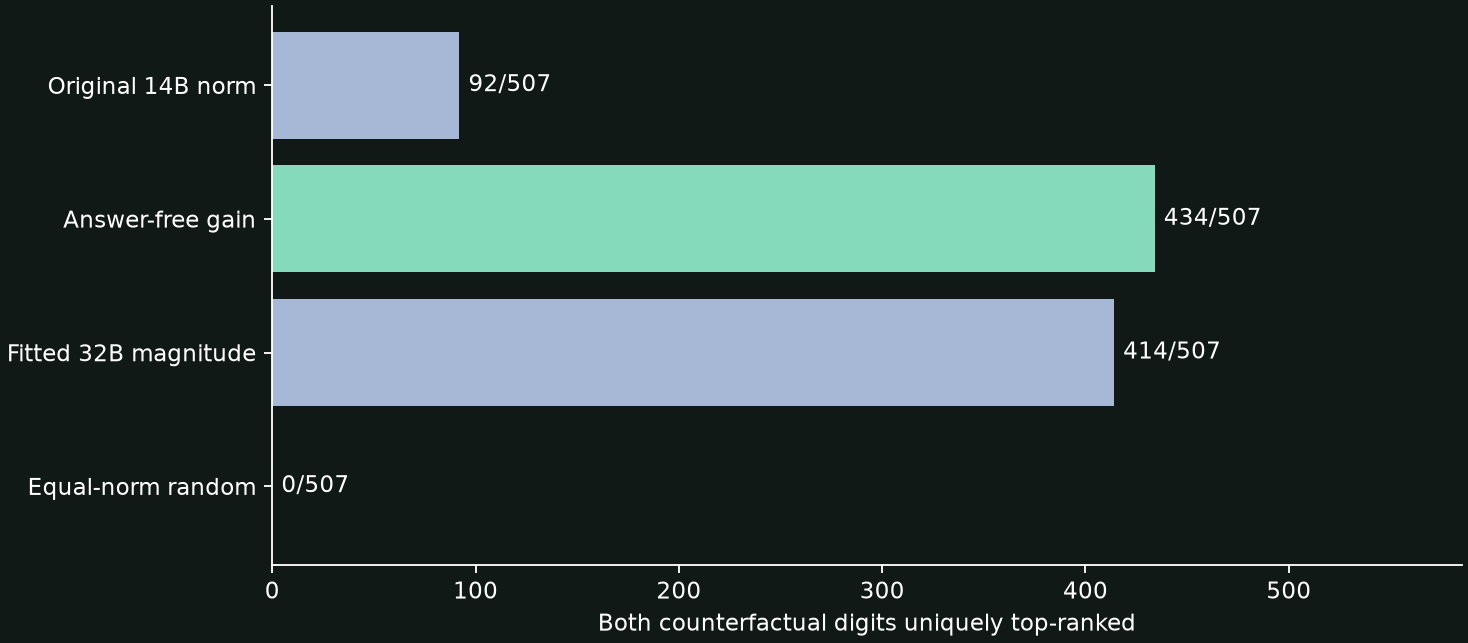 Original 14B norm 92/507
Answer-free gain 434/507
Fitted 32B magnitude 414/507
Equal-norm random 0/507
0 100 200 300 400 500
Both counterfactual digits uniquely top-ranked